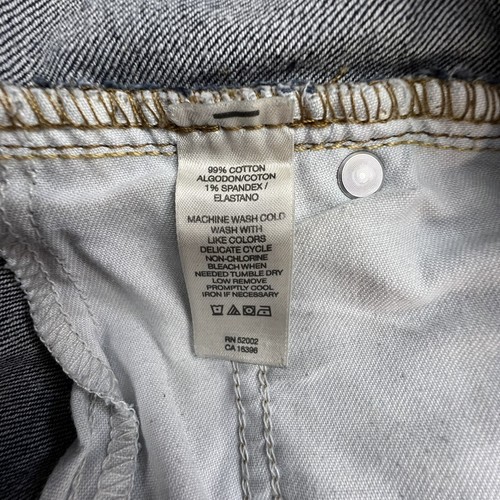 99% COTTON
ALGODON/COTON
1% SPANDEX/
ELASTANO
MACHINE WASH COLD
WASH WITH
LIKE COLORS
DELICATE CYCLE
NON-CHLORINE
BLEACH WHEN
NEEDED TUMBLE DRY
LOW REMOVE
PROMPTLY COOL
IRON IF NECESSARY
RN 52002
CA 16396